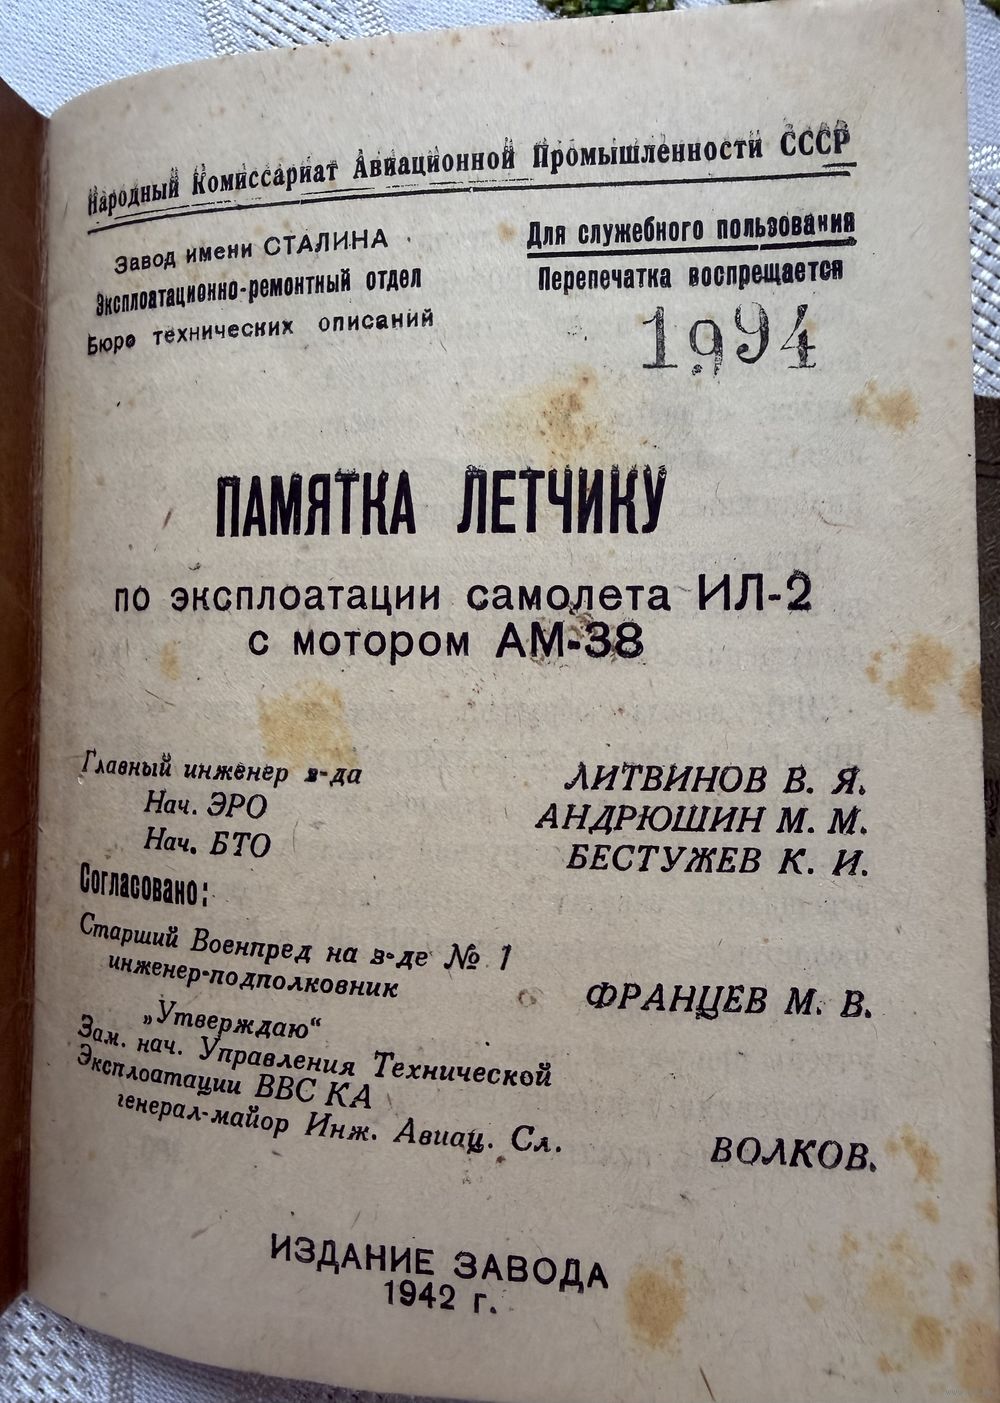 Народный Комиссариат Авиационной Промышленности СССР
Завод имени СТАЛИНА
Эксплоатационно-ремонтный отдел
Бюро технических описаний
Для служебного пользования
Перепечатка воспрещается
1994
ПАМЯТКА ЛЕТЧИКУ
по эксплоатации самолета ИЛ-2
с мотором АМ-38
Главный инженер з-да ЛИТВИНОВ В. Я.
Нач. ЭРО АНДРЮШИН М. М.
Нач. БТО БЕСТУЖЕВ К. И.
Согласовано:
Старший Военпред на з-де № 1
инженер-подполковник ФРАНЦЕВ М. В.
„Утверждаю“
Зам. нач. Управления Технической
Эксплоатации ВВС КА
генерал-майор Инж. Авиац. Сл. ВОЛКОВ.
ИЗДАНИЕ ЗАВОДА
1942 г.